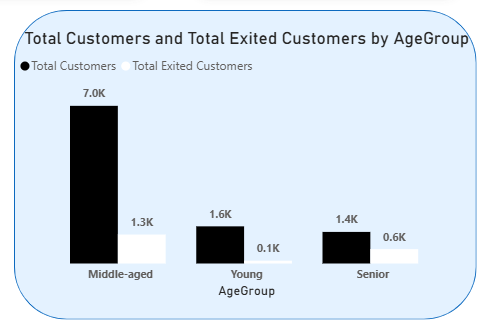 Total Customers and Total Exited Customers by AgeGroup
Total Customers Total Exited Customers
7.0K
1.3K
1.6K
0.1K
1.4K
0.6K
Middle-aged Young Senior
AgeGroup